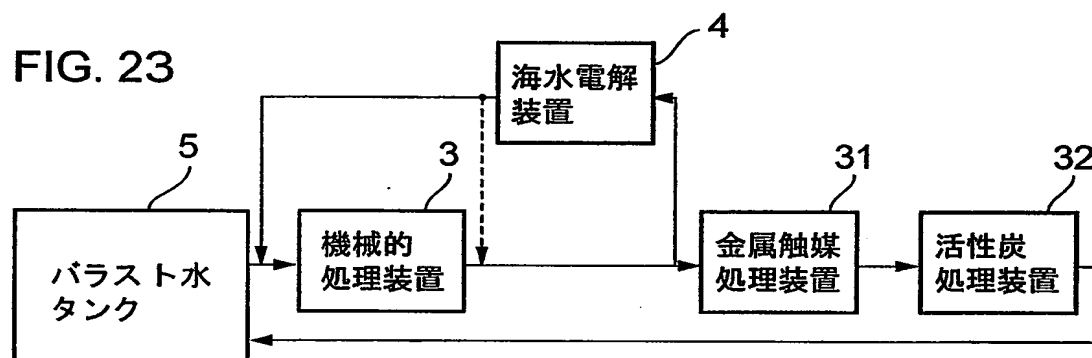 FIG. 23
4
海水電解
装置
5
3
31
32
バラスト水
タンク
機械的
処理装置
金属触媒
処理装置
活性炭
処理装置